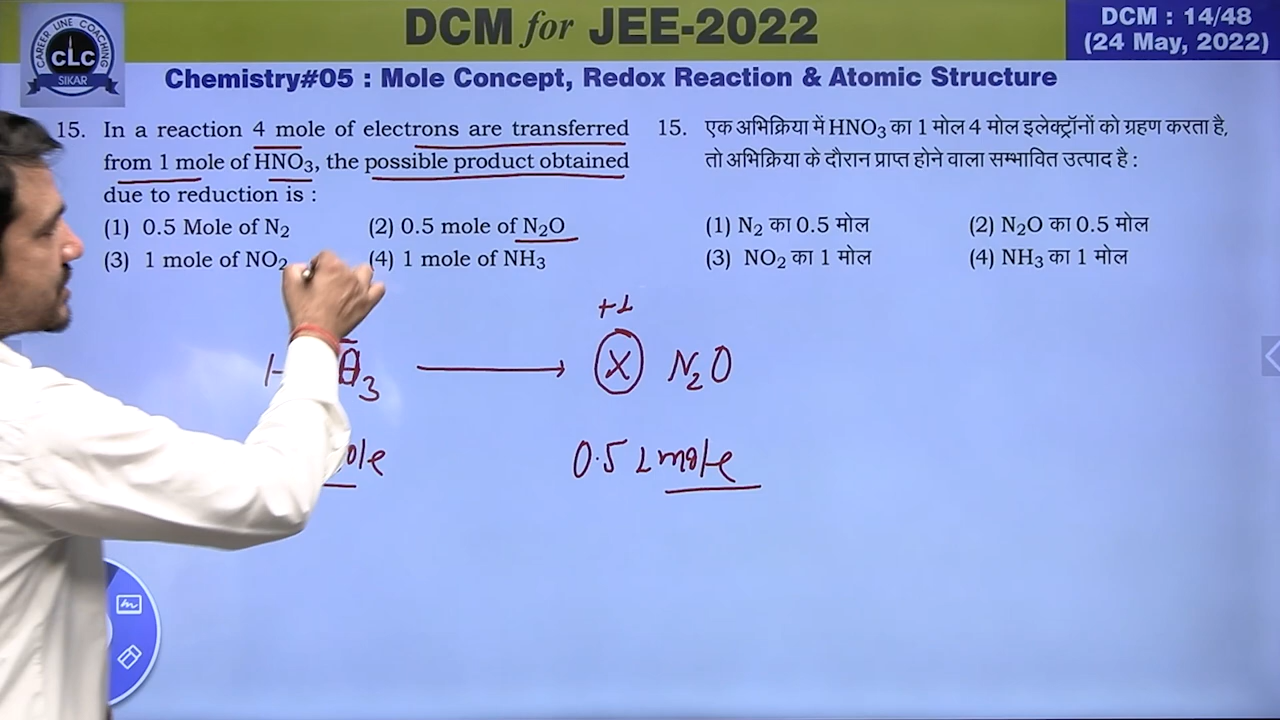 DCM for JEE-2022
DCM : 14/48
(24 May, 2022)
CAREER LINE COACHING
CLC
SIKAR
Chemistry#05 : Mole Concept, Redox Reaction & Atomic Structure
15. In a reaction 4 mole of electrons are transferred
from 1 mole of HNO₃, the possible product obtained
due to reduction is :
(1) 0.5 Mole of N₂ (2) 0.5 mole of N₂O
(3) 1 mole of NO₂ (4) 1 mole of NH₃
15. एक अभिक्रिया में HNO₃ का 1 मोल 4 मोल इलेक्ट्रॉनों को ग्रहण करता है,
तो अभिक्रिया के दौरान प्राप्त होने वाला सम्भावित उत्पाद है :
(1) N₂ का 0.5 मोल (2) N₂O का 0.5 मोल
(3) NO₂ का 1 मोल (4) NH₃ का 1 मोल
+1
X N₂O
0.5 mole